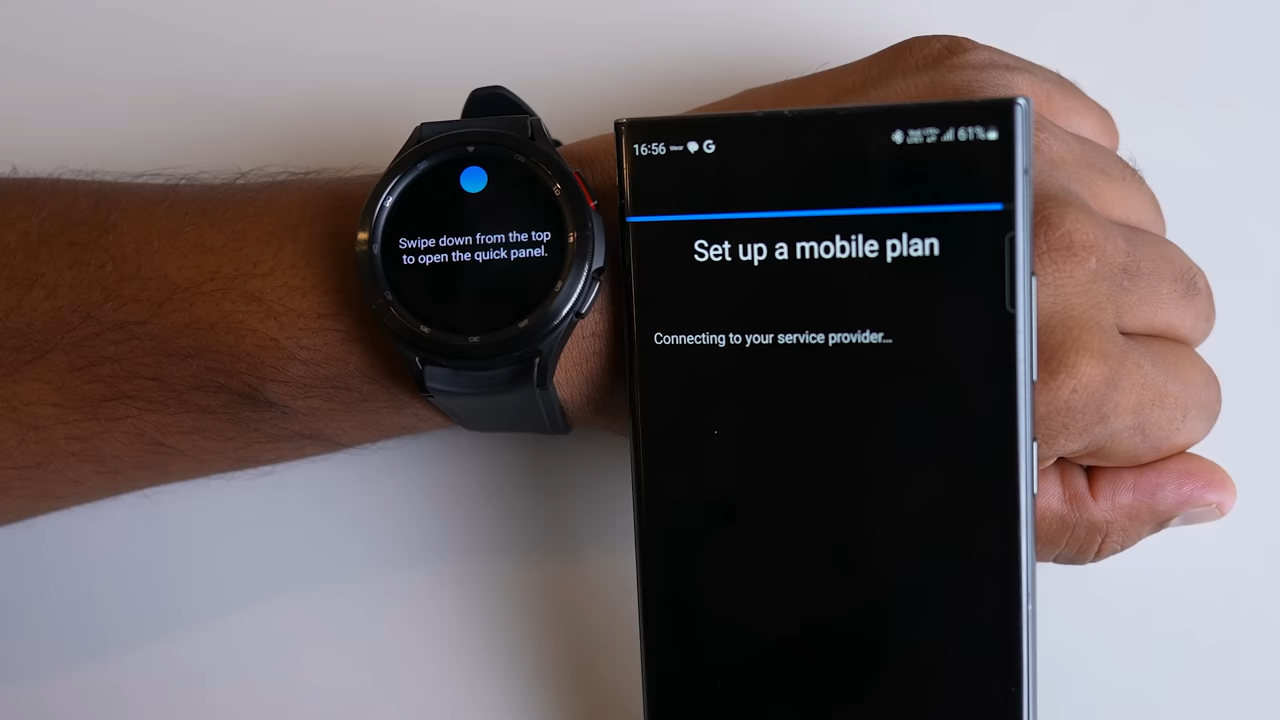 Swipe down from the top
to open the quick panel.
16:56
G
61%
Set up a mobile plan
Connecting to your service provider...